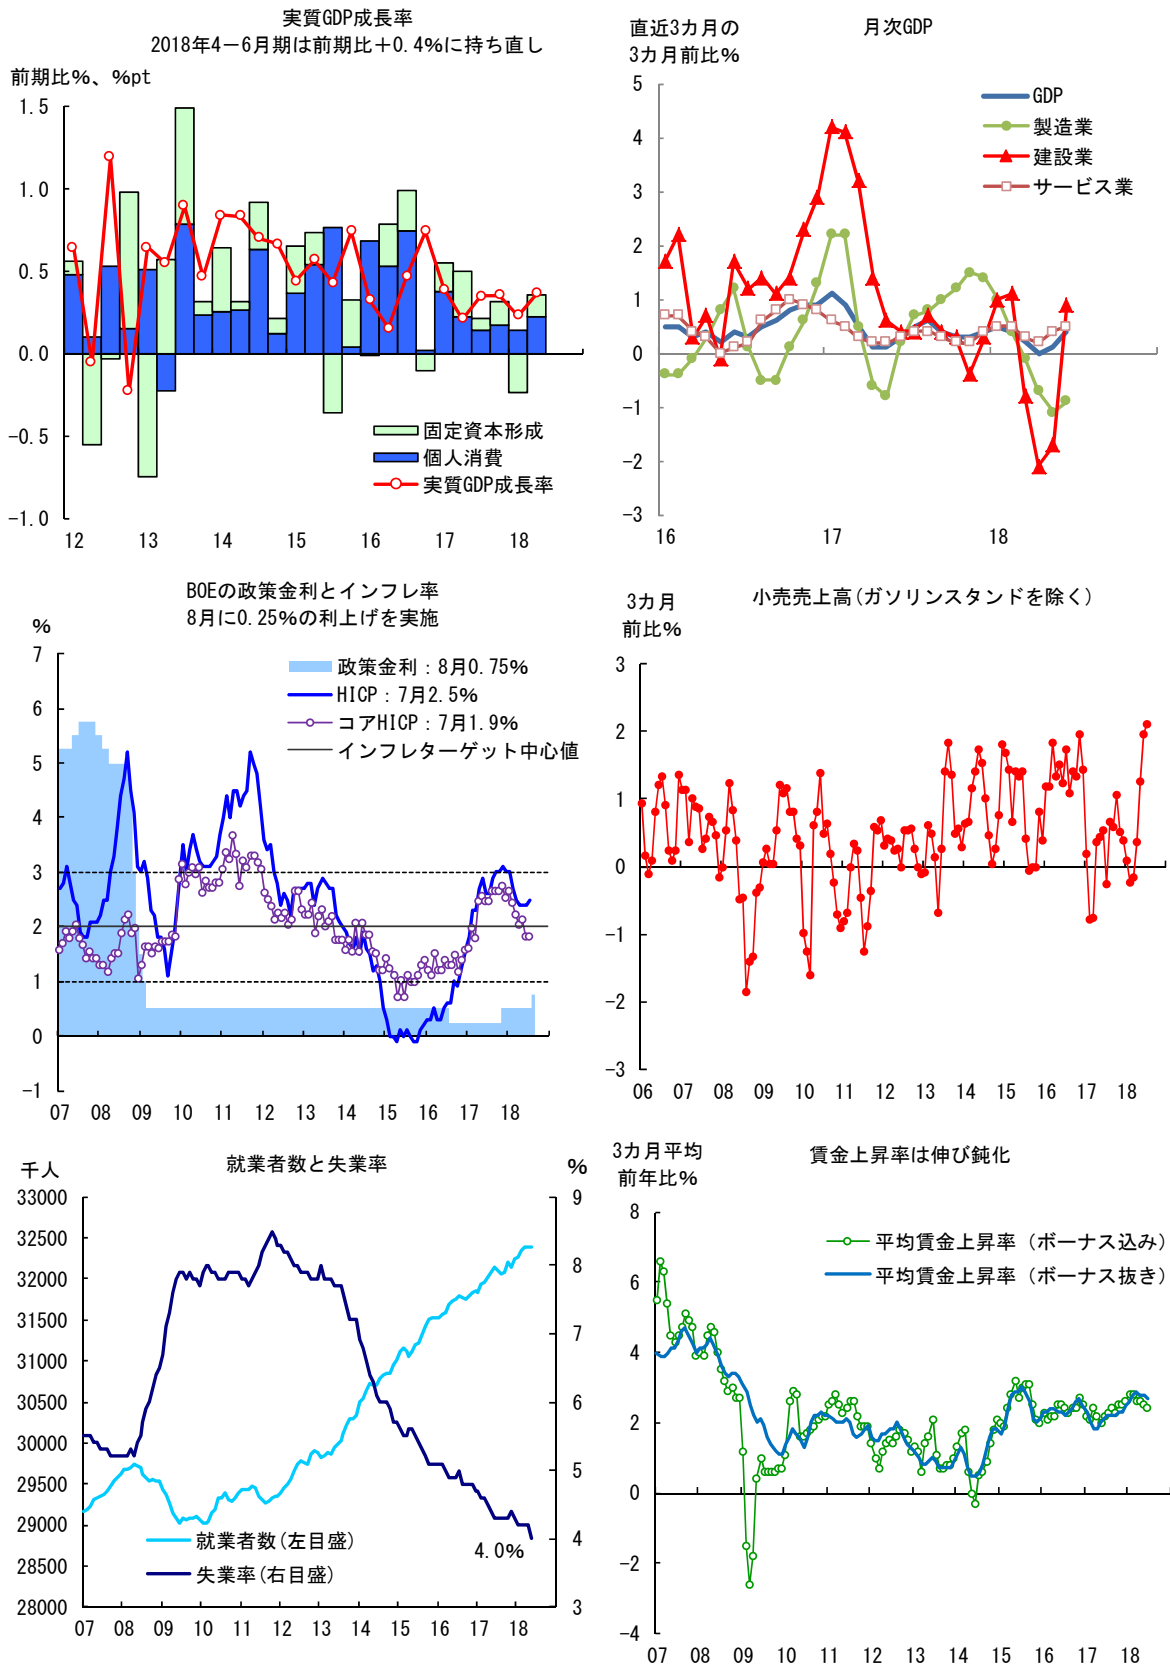 実質GDP成長率
2018年4－6月期は前期比＋0.4%に持ち直し
前期比%、%pt
1.5
1.0
0.5
0.0
−0.5
−1.0
固定資本形成
個人消費
実質GDP成長率
12 13 14 15 16 17 18
直近3カ月の
3カ月前比%
月次GDP
5
4
3
2
1
0
−1
−2
−3
GDP
製造業
建設業
サービス業
16 17 18
BOEの政策金利とインフレ率
8月に0.25%の利上げを実施
%
7
6
5
4
3
2
1
0
−1
政策金利：8月0.75%
HICP：7月2.5%
コアHICP：7月1.9%
インフレターゲット中心値
07 08 09 10 11 12 13 14 15 16 17 18
3カ月
前比%
小売売上高(ガソリンスタンドを除く)
3
2
1
0
−1
−2
−3
06 07 08 09 10 11 12 13 14 15 16 17 18
千人
就業者数と失業率
%
33000
32500
32000
31500
31000
30500
30000
29500
29000
28500
28000
9
8
7
6
5
4
3
就業者数(左目盛)
失業率(右目盛)
4.0%
07 08 09 10 11 12 13 14 15 16 17 18
3カ月平均
前年比%
賃金上昇率は伸び鈍化
8
6
4
2
0
−2
−4
平均賃金上昇率（ボーナス込み）
平均賃金上昇率（ボーナス抜き）
07 08 09 10 11 12 13 14 15 16 17 18